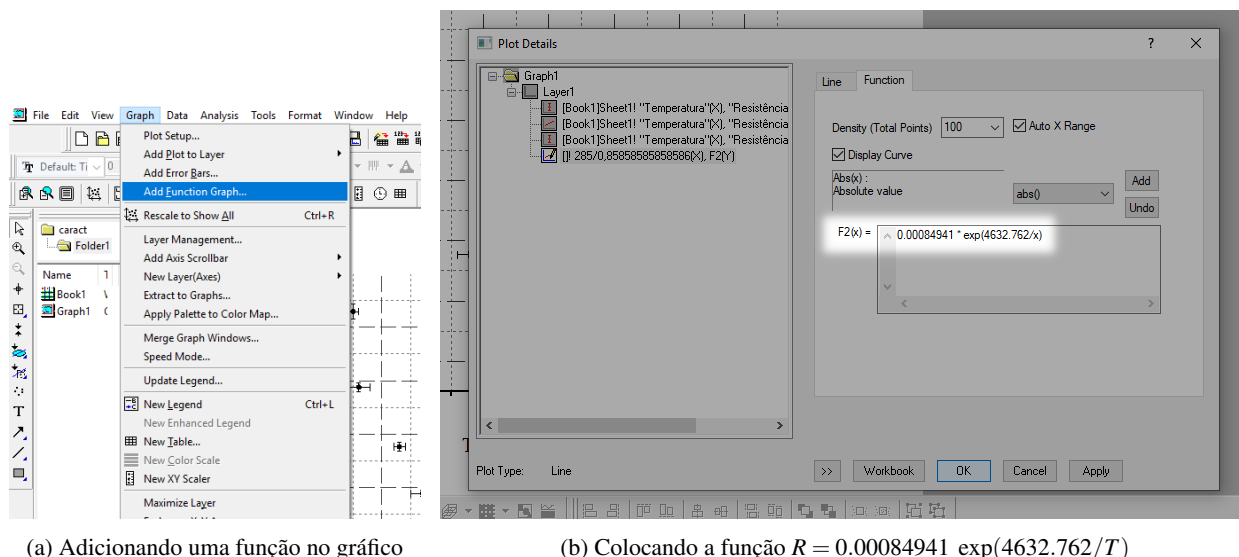 File Edit View Graph Data Analysis Tools Format Window Help
Plot Setup...
Add Plot to Layer
Default: Ti 0
Add Error Bars...
Add Function Graph...
Rescale to Show All Ctrl+R
caract
Folder1
Layer Management...
Add Axis Scrollbar
Name
New Layer(Axes)
Book1
Extract to Graphs...
Graph1
Apply Palette to Color Map...
Merge Graph Windows...
Speed Mode...
Update Legend...
New Legend Ctrl+L
New Enhanced Legend
New Table...
New Color Scale
New XY Scaler
Maximize Layer
(a) Adicionando uma função no gráfico
Plot Details ? ×
Graph1
Layer1
[Book1]Sheet1! "Temperatura"(X), "Resistência
[Book1]Sheet1! "Temperatura"(X), "Resistência
[Book1]Sheet1! "Temperatura"(X), "Resistência
[]! 285/0,85858585858586(X), F2(Y)
Line Function
Density (Total Points) 100 Auto X Range
Display Curve
Abs(x) :
Absolute value
abs() Add
Undo
F2(x) = 0.00084941 * exp(4632.762/x)
Plot Type: Line
>> Workbook OK Cancel Apply
(b) Colocando a função R = 0.00084941 exp(4632.762/T)